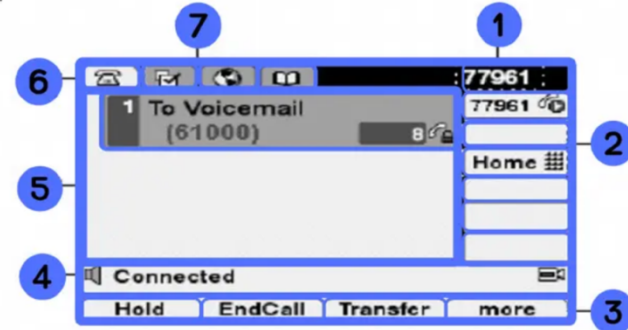 7
1
6
77961
77961
1 To Voicemail
(61000)
8
2
Home
5
4
Connected
Hold EndCall Transfer more
3